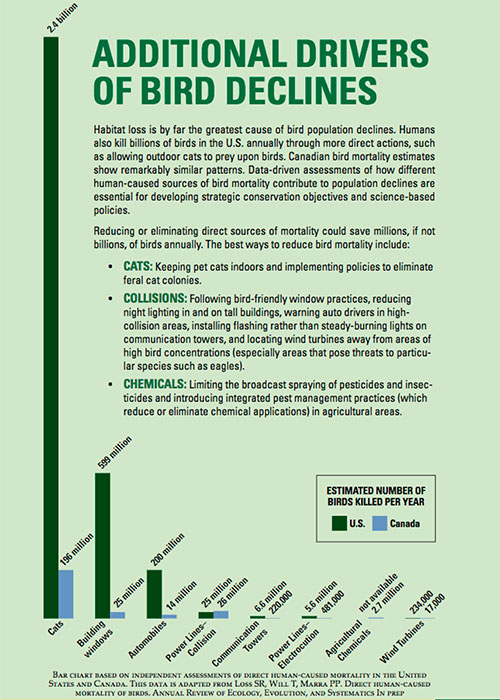 2.4 billion
ADDITIONAL DRIVERS
OF BIRD DECLINES
Habitat loss is by far the greatest cause of bird population declines. Humans
also kill billions of birds in the U.S. annually through more direct actions, such
as allowing outdoor cats to prey upon birds. Canadian bird mortality estimates
show remarkably similar patterns. Data-driven assessments of how different
human-caused sources of bird mortality contribute to population declines are
essential for developing strategic conservation objectives and science-based
policies.
Reducing or eliminating direct sources of mortality could save millions, if not
billions, of birds annually. The best ways to reduce bird mortality include:
• CATS: Keeping pet cats indoors and implementing policies to eliminate
feral cat colonies.
• COLLISIONS: Following bird-friendly window practices, reducing
night lighting in and on tall buildings, warning auto drivers in high-
collision areas, installing flashing rather than steady-burning lights on
communication towers, and locating wind turbines away from areas of
high bird concentrations (especially areas that pose threats to particu-
lar species such as eagles).
• CHEMICALS: Limiting the broadcast spraying of pesticides and insec-
ticides and introducing integrated pest management practices (which
reduce or eliminate chemical applications) in agricultural areas.
ESTIMATED NUMBER OF
BIRDS KILLED PER YEAR
U.S. Canada
196 million
599 million
25 million
200 million
14 million
25 million
26 million
6.6 million
220,000
5.6 million
481,000
not available
2.7 million
234,000
17,000
Cats
Building
windows
Automobiles
Power Lines–
Collision
Communication
Towers
Power Lines–
Electrocution
Agricultural
Chemicals
Wind Turbines
Bar chart based on independent assessments of direct human-caused mortality in the United
States and Canada. This data is adapted from Loss SR, Will T, Marra PP. Direct human-caused
mortality of birds. Annual Review of Ecology, Evolution, and Systematics In press